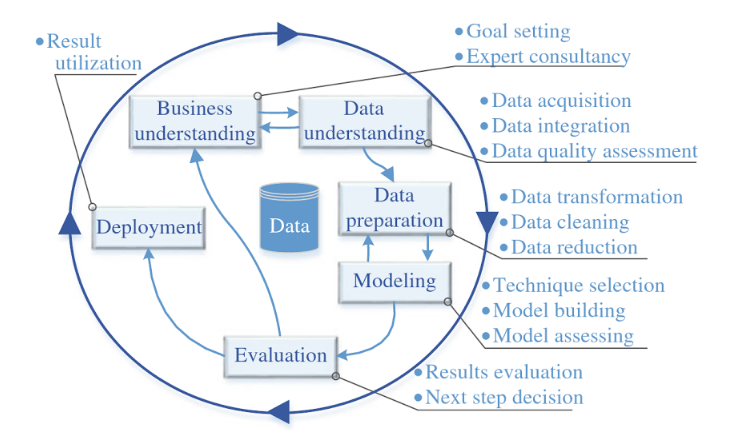 • Result
utilization
• Goal setting
• Expert consultancy
Business
understanding
Data
understanding
• Data acquisition
• Data integration
• Data quality assessment
Data
preparation
• Data transformation
• Data cleaning
• Data reduction
Deployment
Data
Modeling
• Technique selection
• Model building
• Model assessing
Evaluation
• Results evaluation
• Next step decision